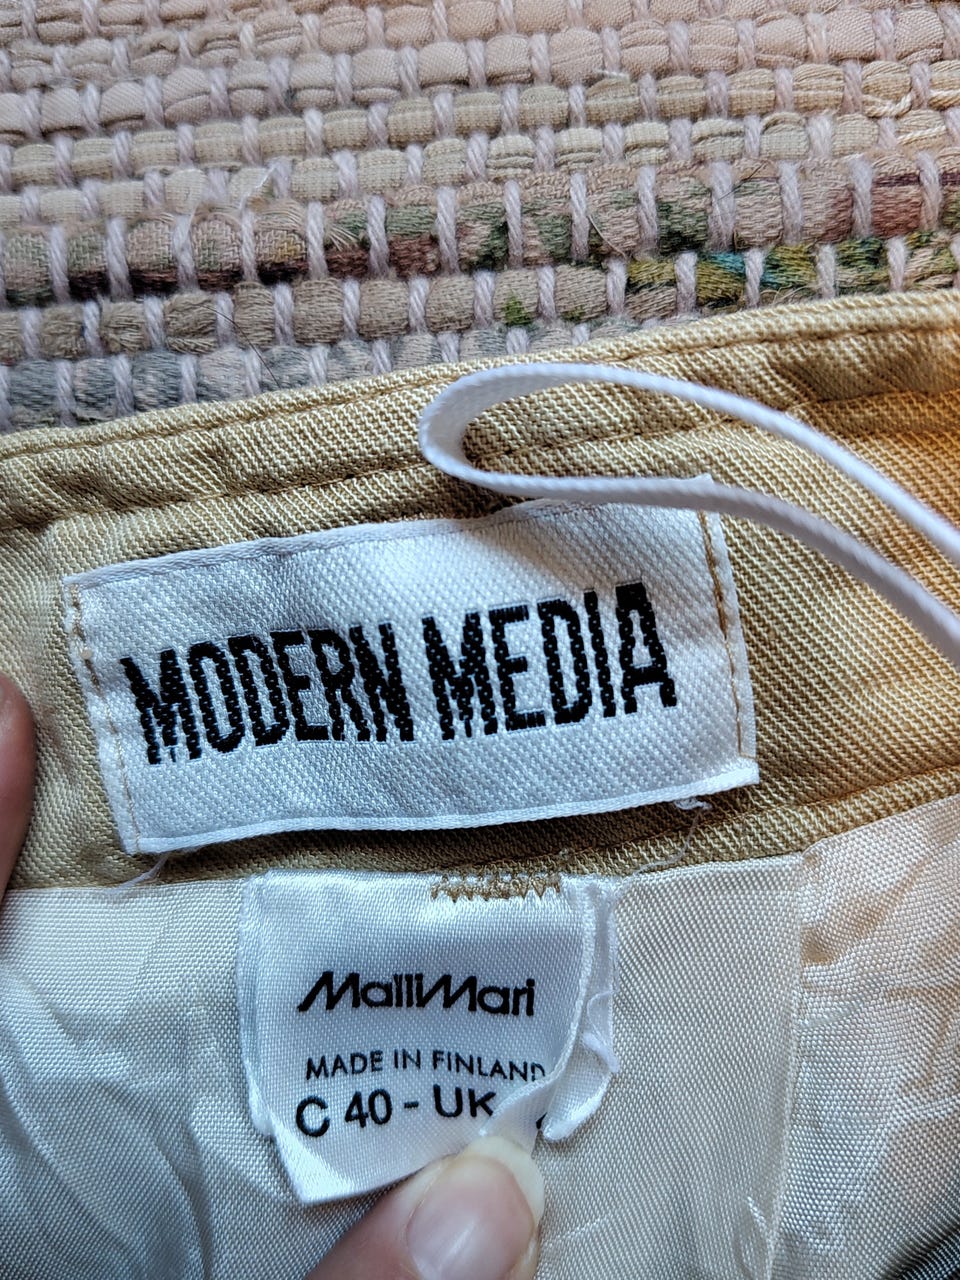 MODERN MEDIA
MalliMari
MADE IN FINLAND
C 40 - UK